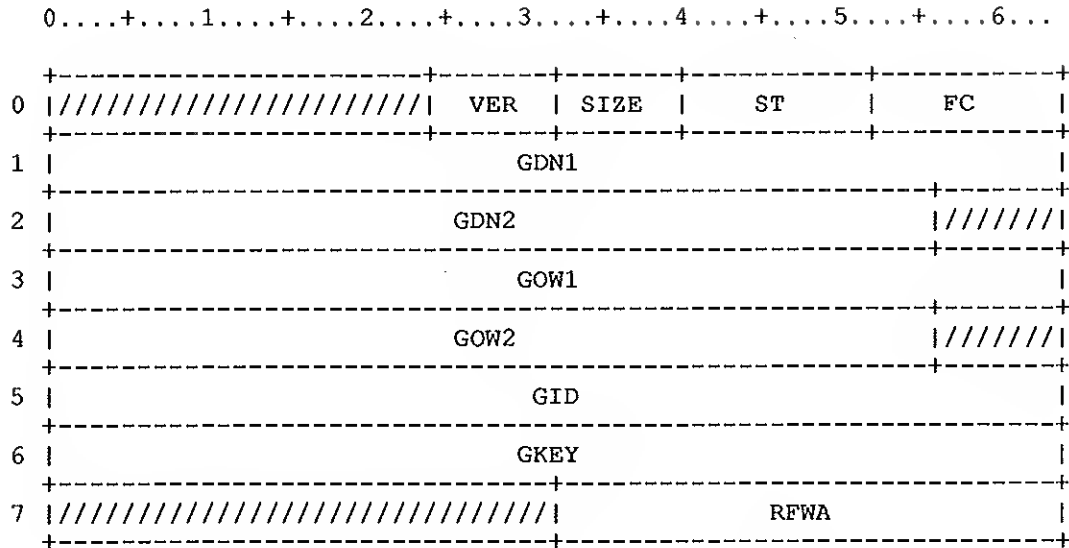 0....+....1....+....2....+....3....+....4....+....5....+....6...
+-----------------------+-------+-------+-----------+-----------+
0 |///////////////////////| VER | SIZE | ST | FC |
+-----------------------+-------+-------+-----------+-----------+
1 | GDN1 |
+-------------------------------------------------------+-------+
2 | GDN2 |///////|
+-------------------------------------------------------+-------+
3 | GOW1 |
+-------------------------------------------------------+-------+
4 | GOW2 |///////|
+-------------------------------------------------------+-------+
5 | GID |
+---------------------------------------------------------------+
6 | GKEY |
+-------------------------------+-------------------------------+
7 |///////////////////////////////| RFWA |
+-------------------------------+-------------------------------+